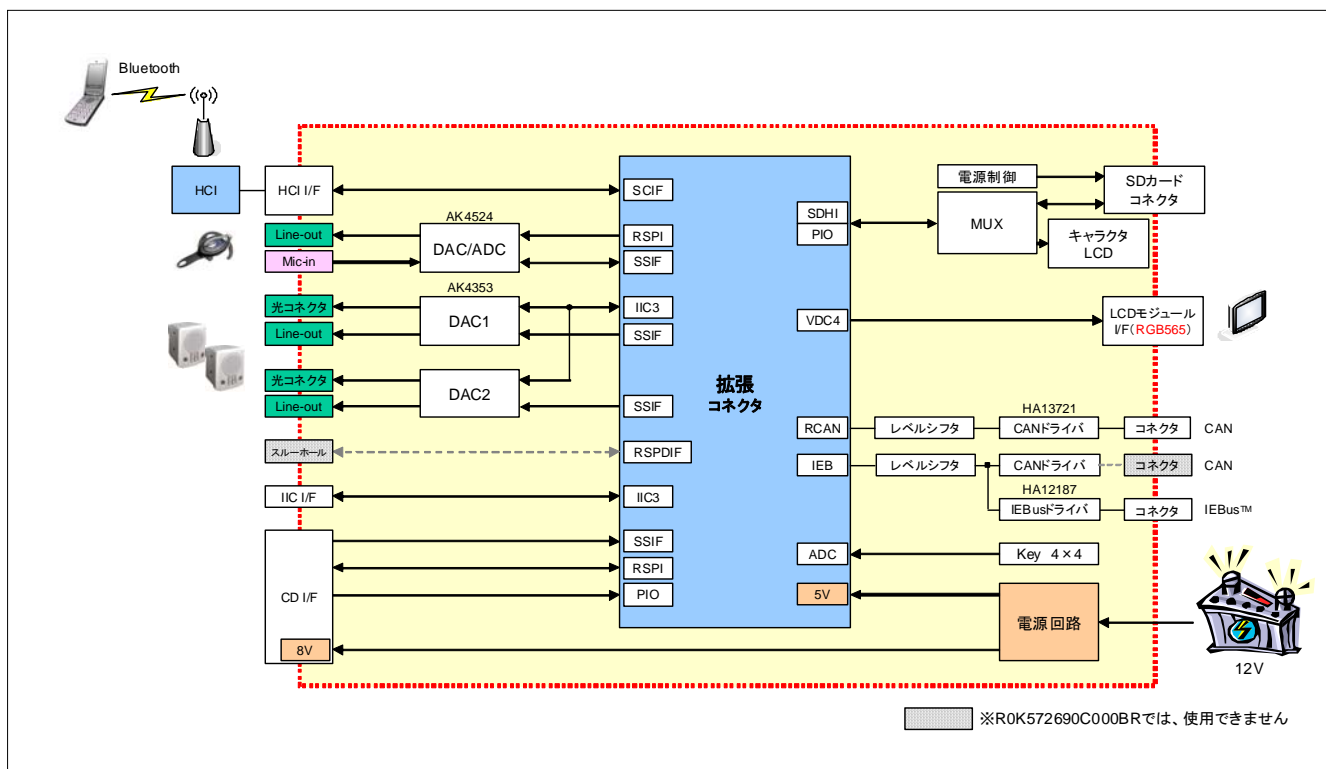 Bluetooth
HCI
HCI I/F
SCIF
AK4524
Line-out
Mic-in
DAC/ADC
RSPI
SSIF
AK4353
光コネクタ
Line-out
DAC1
IIC3
SSIF
光コネクタ
Line-out
DAC2
SSIF
スルーホール
RSPDIF
IIC I/F
IIC3
CD I/F
8V
SSIF
RSPI
PIO
拡張
コネクタ
SDHI
PIO
電源制御
MUX
SDカード
コネクタ
キャラクタ
LCD
VDC4
LCDモジュール
I/F(RGB565)
RCAN
レベルシフタ
HA13721
CANドライバ
コネクタ
CAN
IEB
レベルシフタ
CANドライバ
コネクタ
CAN
HA12187
IEBusドライバ
コネクタ
IEBus™
ADC
Key 4×4
5V
電源回路
12V
※R0K572690C000BRでは、使用できません